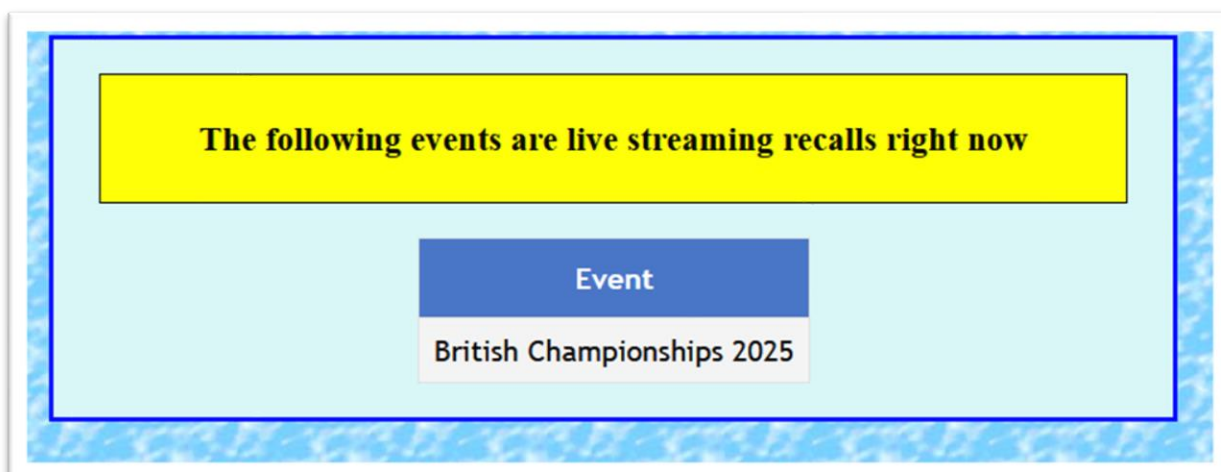 The following events are live streaming recalls right now
Event
British Championships 2025